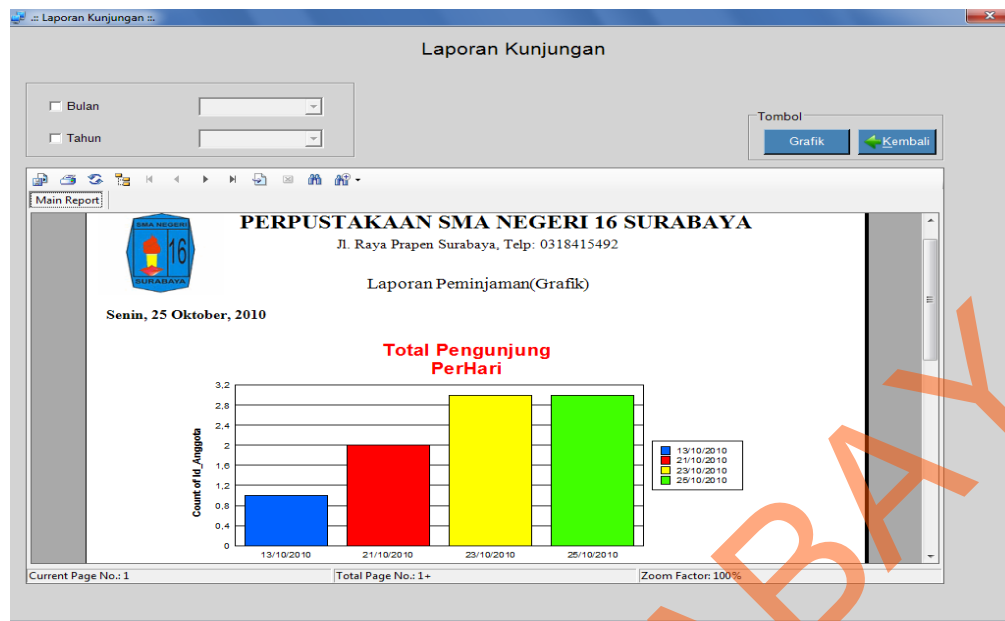 .:: Laporan Kunjungan ::.
Laporan Kunjungan
Bulan
Tahun
Tombol
Grafik
Kembali
Main Report
SMA NEGERI
16
SURABAYA
PERPUSTAKAAN SMA NEGERI 16 SURABAYA
Jl. Raya Prapen Surabaya, Telp: 0318415492
Laporan Peminjaman(Grafik)
Senin, 25 Oktober, 2010
Total Pengunjung
PerHari
Count of Id_Anggota
3,2
2,8
2,4
2
1,6
1,2
0,8
0,4
0
13/10/2010
21/10/2010
23/10/2010
25/10/2010
13/10/2010
21/10/2010
23/10/2010
25/10/2010
Current Page No.: 1
Total Page No.: 1+
Zoom Factor: 100%
BAY